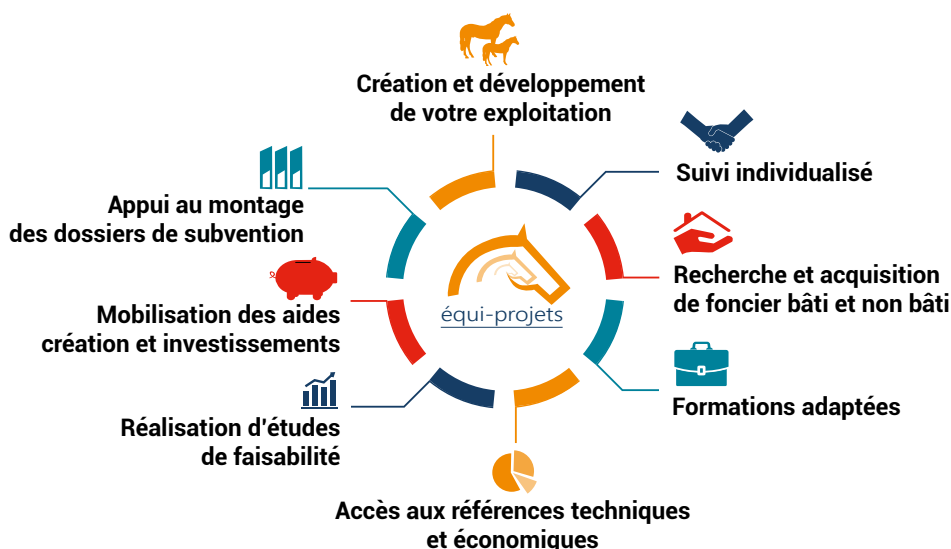 Création et développement
de votre exploitation
Suivi individualisé
Appui au montage
des dossiers de subvention
Recherche et acquisition
de foncier bâti et non bâti
équi-projets
Mobilisation des aides
création et investissements
Formations adaptées
Réalisation d'études
de faisabilité
Accès aux références techniques
et économiques